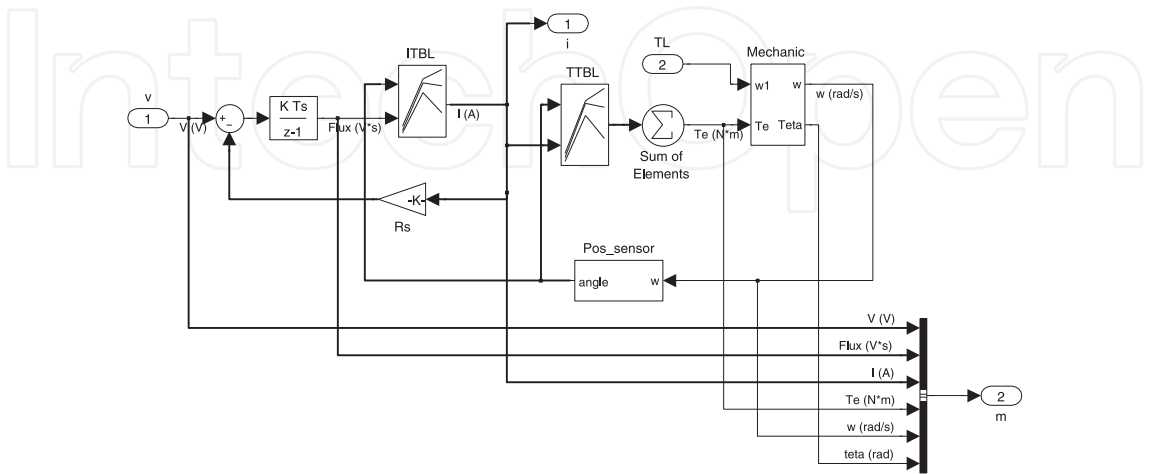 IntechOpen
1
i
ITBL
TL
2
Mechanic
TTBL
v
1
V (V)
+
-
K Ts
z-1
Flux (V*s)
I (A)
w1
w
w (rad/s)
Te
Teta
Te (N*m)
Sum of
Elements
-K-
Rs
Pos_sensor
angle
w
V (V)
Flux (V*s)
I (A)
Te (N*m)
w (rad/s)
teta (rad)
2
m